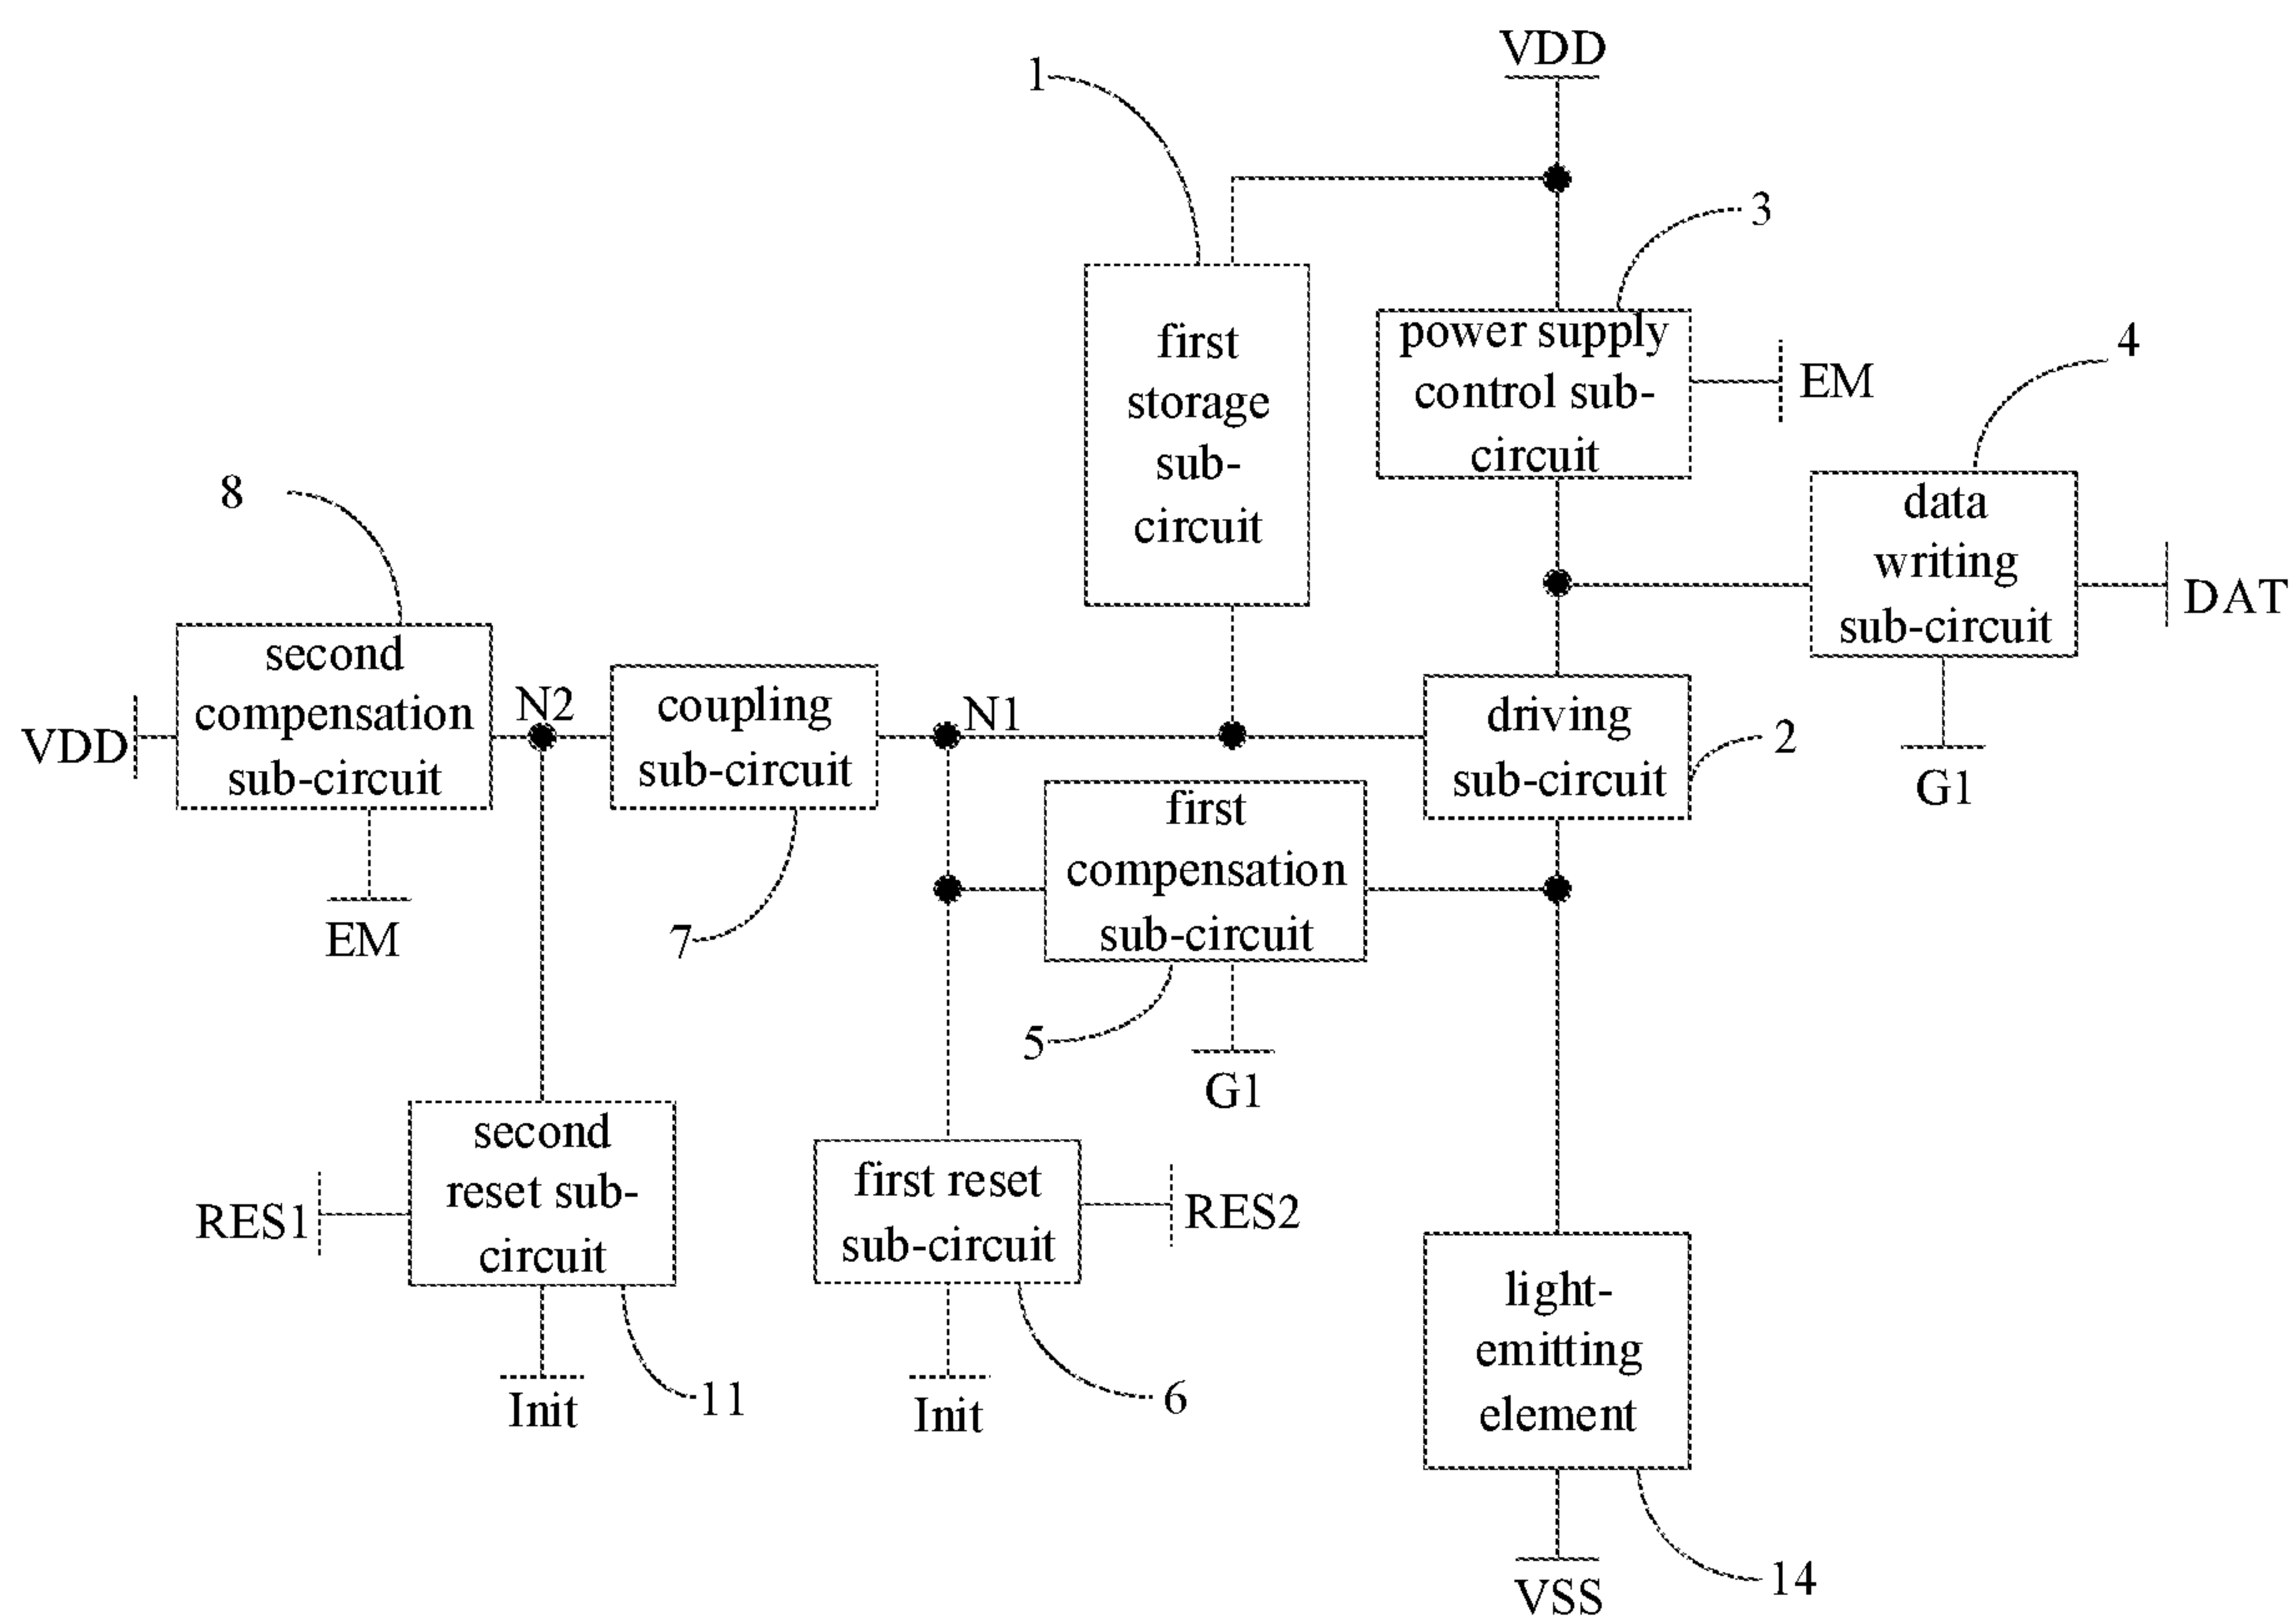 VDD
1
3
first
storage
sub-
circuit
power supply
control sub-
circuit
EM
4
data
writing
sub-circuit
DAT
G1
8
second
compensation
sub-circuit
VDD
EM
N2
coupling
sub-circuit
7
N1
driving
sub-circuit
2
first
compensation
sub-circuit
5
G1
second
reset sub-
circuit
RES1
Init
11
first reset
sub-circuit
RES2
Init
6
light-
emitting
element
14
VSS